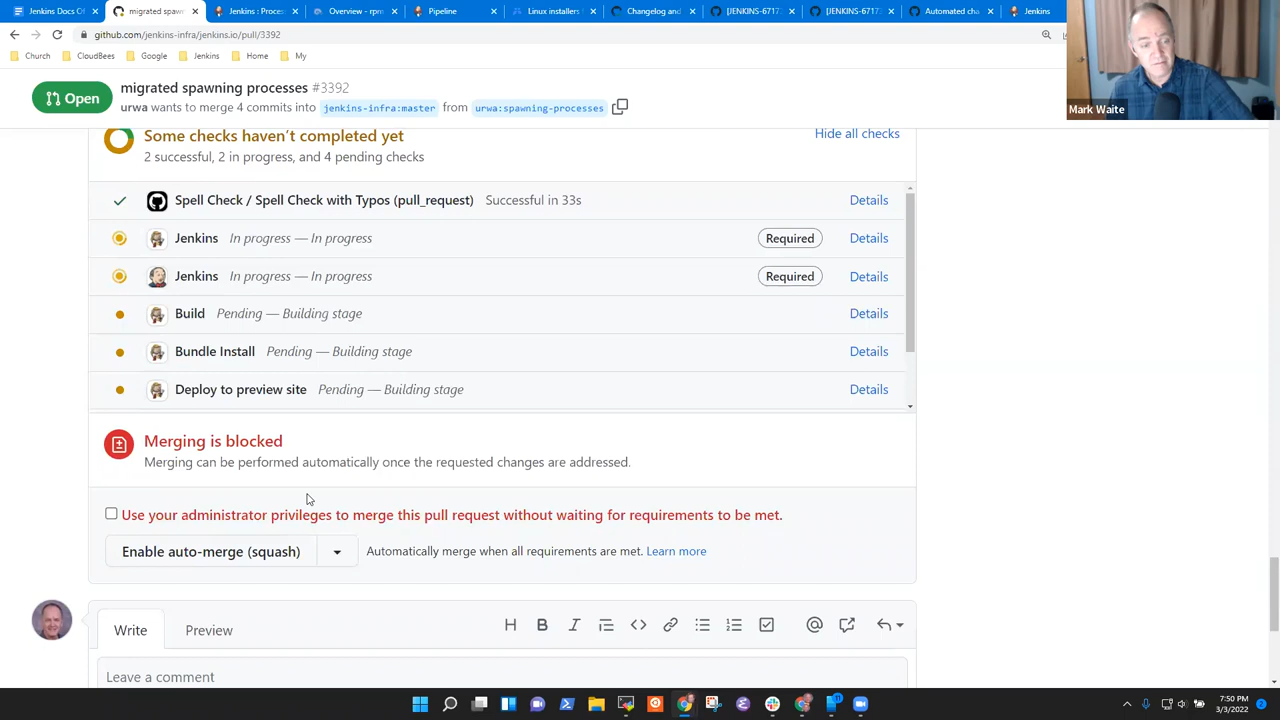 Jenkins Docs Of
migrated spawn
Jenkins : Proces
Overview - rpm
Pipeline
Linux installers
Changelog and
[JENKINS-6717
[JENKINS-6717
Automated cha
Jenkins
github.com/jenkins-infra/jenkins.io/pull/3392
Church
CloudBees
Google
Jenkins
Home
My
Open
migrated spawning processes #3392
urwa wants to merge 4 commits into jenkins-infra:master from urwa:spawning-processes
Mark Waite
Some checks haven't completed yet
Hide all checks
2 successful, 2 in progress, and 4 pending checks
Spell Check / Spell Check with Typos (pull_request) Successful in 33s Details
Jenkins In progress — In progress Required Details
Jenkins In progress — In progress Required Details
Build Pending — Building stage Details
Bundle Install Pending — Building stage Details
Deploy to preview site Pending — Building stage Details
Merging is blocked
Merging can be performed automatically once the requested changes are addressed.
Use your administrator privileges to merge this pull request without waiting for requirements to be met.
Enable auto-merge (squash)
Automatically merge when all requirements are met. Learn more
Write
Preview
Leave a comment
7:50 PM
3/3/2022